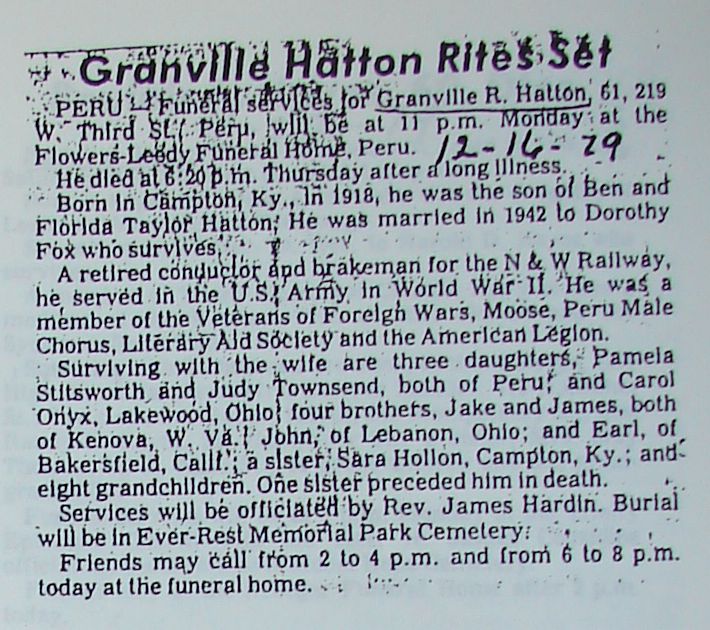 Granville Hatton Rites Set
PERU — Funeral services for Granville R. Hatton, 61, 219
W. Third St., Peru, will be at 11 p.m. Monday at the
Flowers-Leedy Funeral Home, Peru. 12-16-79
He died at 6:20 p.m. Thursday after a long illness.
Born in Campton, Ky., in 1918, he was the son of Ben and
Florida Taylor Hatton. He was married in 1942 to Dorothy
Fox who survives.
A retired conductor and brakeman for the N & W Railway,
he served in the U.S. Army in World War II. He was a
member of the Veterans of Foreign Wars, Moose, Peru Male
Chorus, Literary Aid Society and the American Legion.
Surviving with the wife are three daughters, Pamela
Stitsworth and Judy Townsend, both of Peru; and Carol
Onyx, Lakewood, Ohio; four brothers, Jake and James, both
of Kenova, W. Va.; John, of Lebanon, Ohio; and Earl, of
Bakersfield, Calif.; a sister, Sara Hollon, Campton, Ky.; and
eight grandchildren. One sister preceded him in death.
Services will be officiated by Rev. James Hardin. Burial
will be in Ever-Rest Memorial Park Cemetery.
Friends may call from 2 to 4 p.m. and from 6 to 8 p.m.
today at the funeral home.